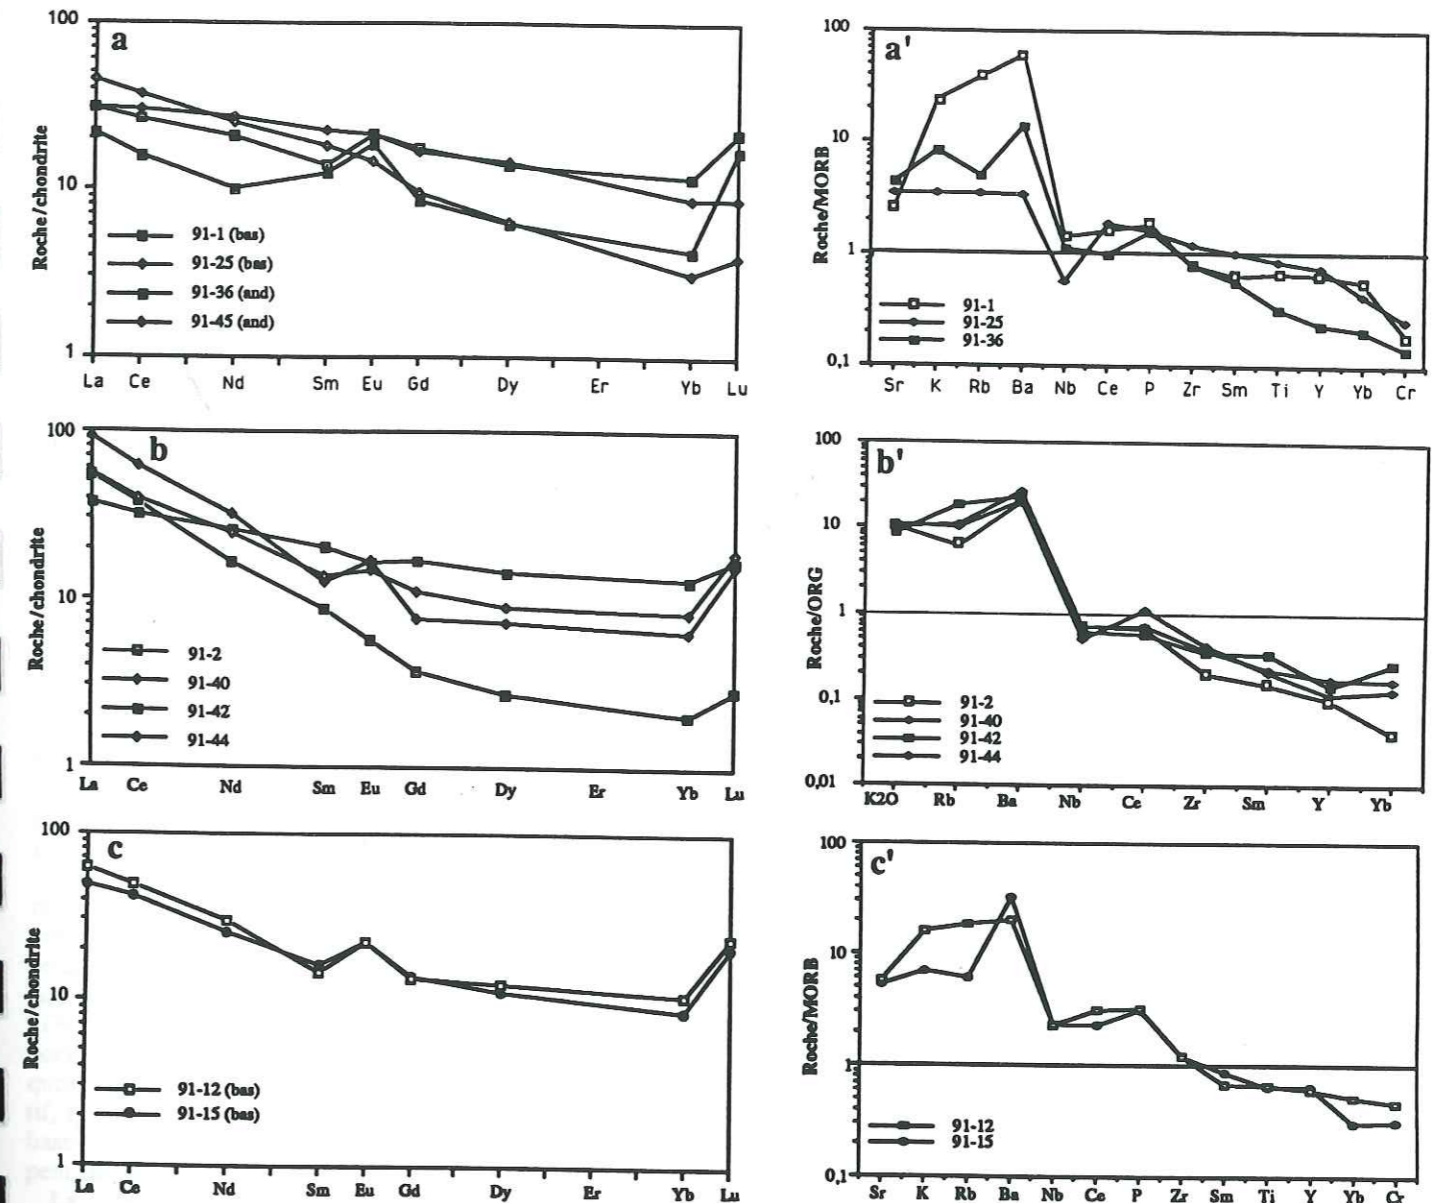 a
100
10
1
Roche/chondrite
91-1 (bas)
91-25 (bas)
91-36 (and)
91-45 (and)
La Ce Nd Sm Eu Gd Dy Er Yb Lu
a'
100
10
1
0,1
Roche/MORB
91-1
91-25
91-36
Sr K Rb Ba Nb Ce P Zr Sm Ti Y Yb Cr
b
100
10
1
Roche/chondrite
91-2
91-40
91-42
91-44
La Ce Nd Sm Eu Gd Dy Er Yb Lu
b'
100
10
1
0,1
0,01
Roche/ORG
91-2
91-40
91-42
91-44
K2O Rb Ba Nb Ce Zr Sm Y Yb
c
100
10
1
Roche/chondrite
91-12 (bas)
91-15 (bas)
La Ce Nd Sm Eu Gd Dy Er Yb Lu
c'
100
10
1
0,1
Roche/MORB
91-12
91-15
Sr K Rb Ba Nb Ce P Zr Sm Ti Y Yb Cr